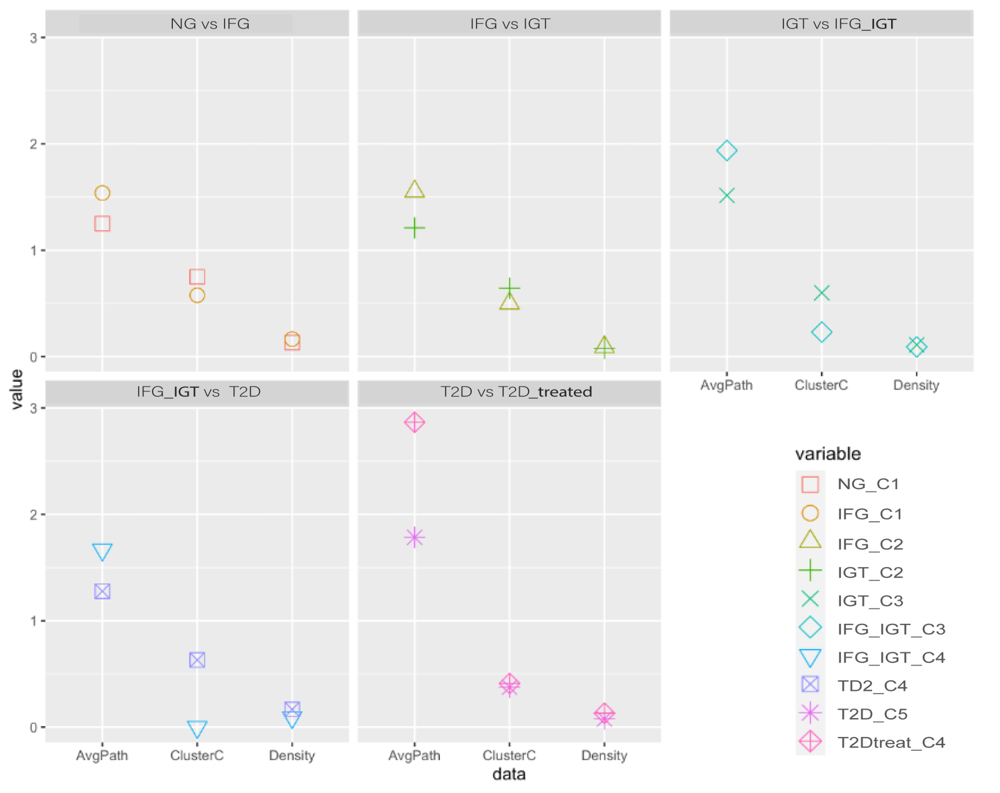 NG vs IFG
IFG vs IGT
IGT vs IFG_IGT
3
2
1
0
AvgPath ClusterC Density
value
IFG_IGT vs T2D
T2D vs T2D_treated
3
2
1
0
AvgPath ClusterC Density
AvgPath ClusterC Density
data
variable
NG_C1
IFG_C1
IFG_C2
IGT_C2
IGT_C3
IFG_IGT_C3
IFG_IGT_C4
TD2_C4
T2D_C5
T2Dtreat_C4